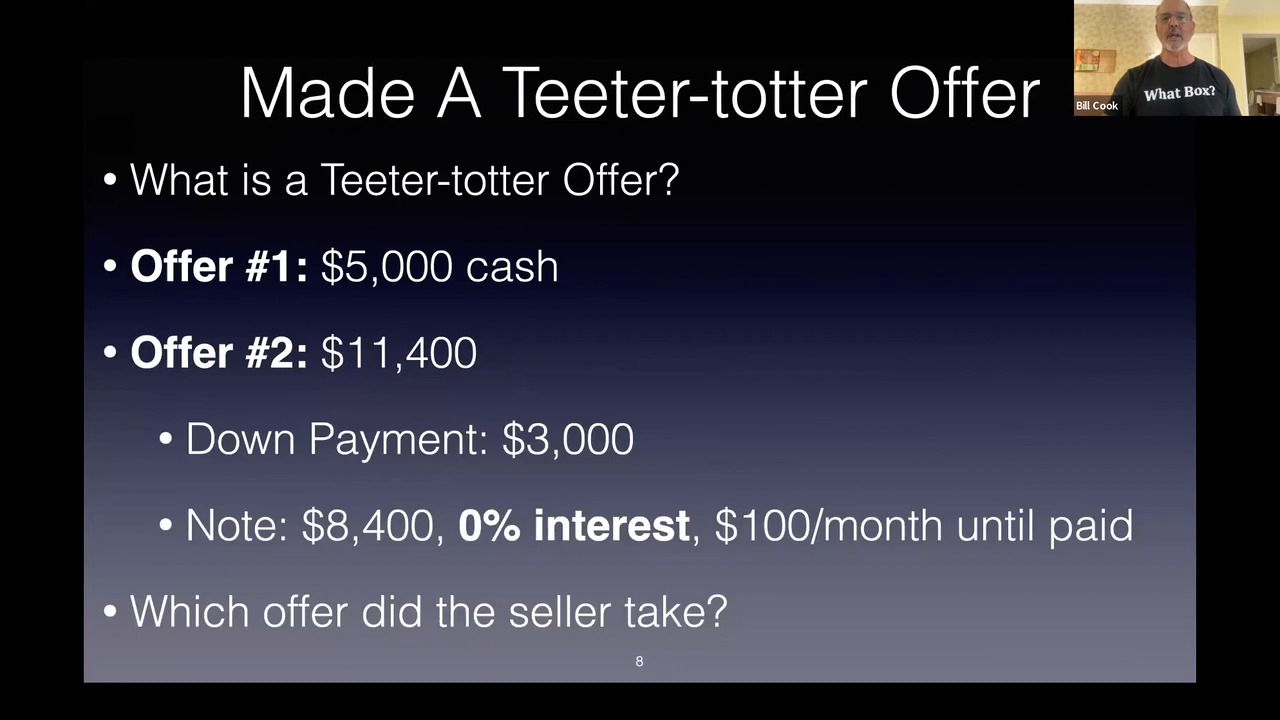 Made A Teeter-totter Offer
What Box?
Bill Cook
• What is a Teeter-totter Offer?
• Offer #1: $5,000 cash
• Offer #2: $11,400
• Down Payment: $3,000
• Note: $8,400, 0% interest, $100/month until paid
• Which offer did the seller take?
8